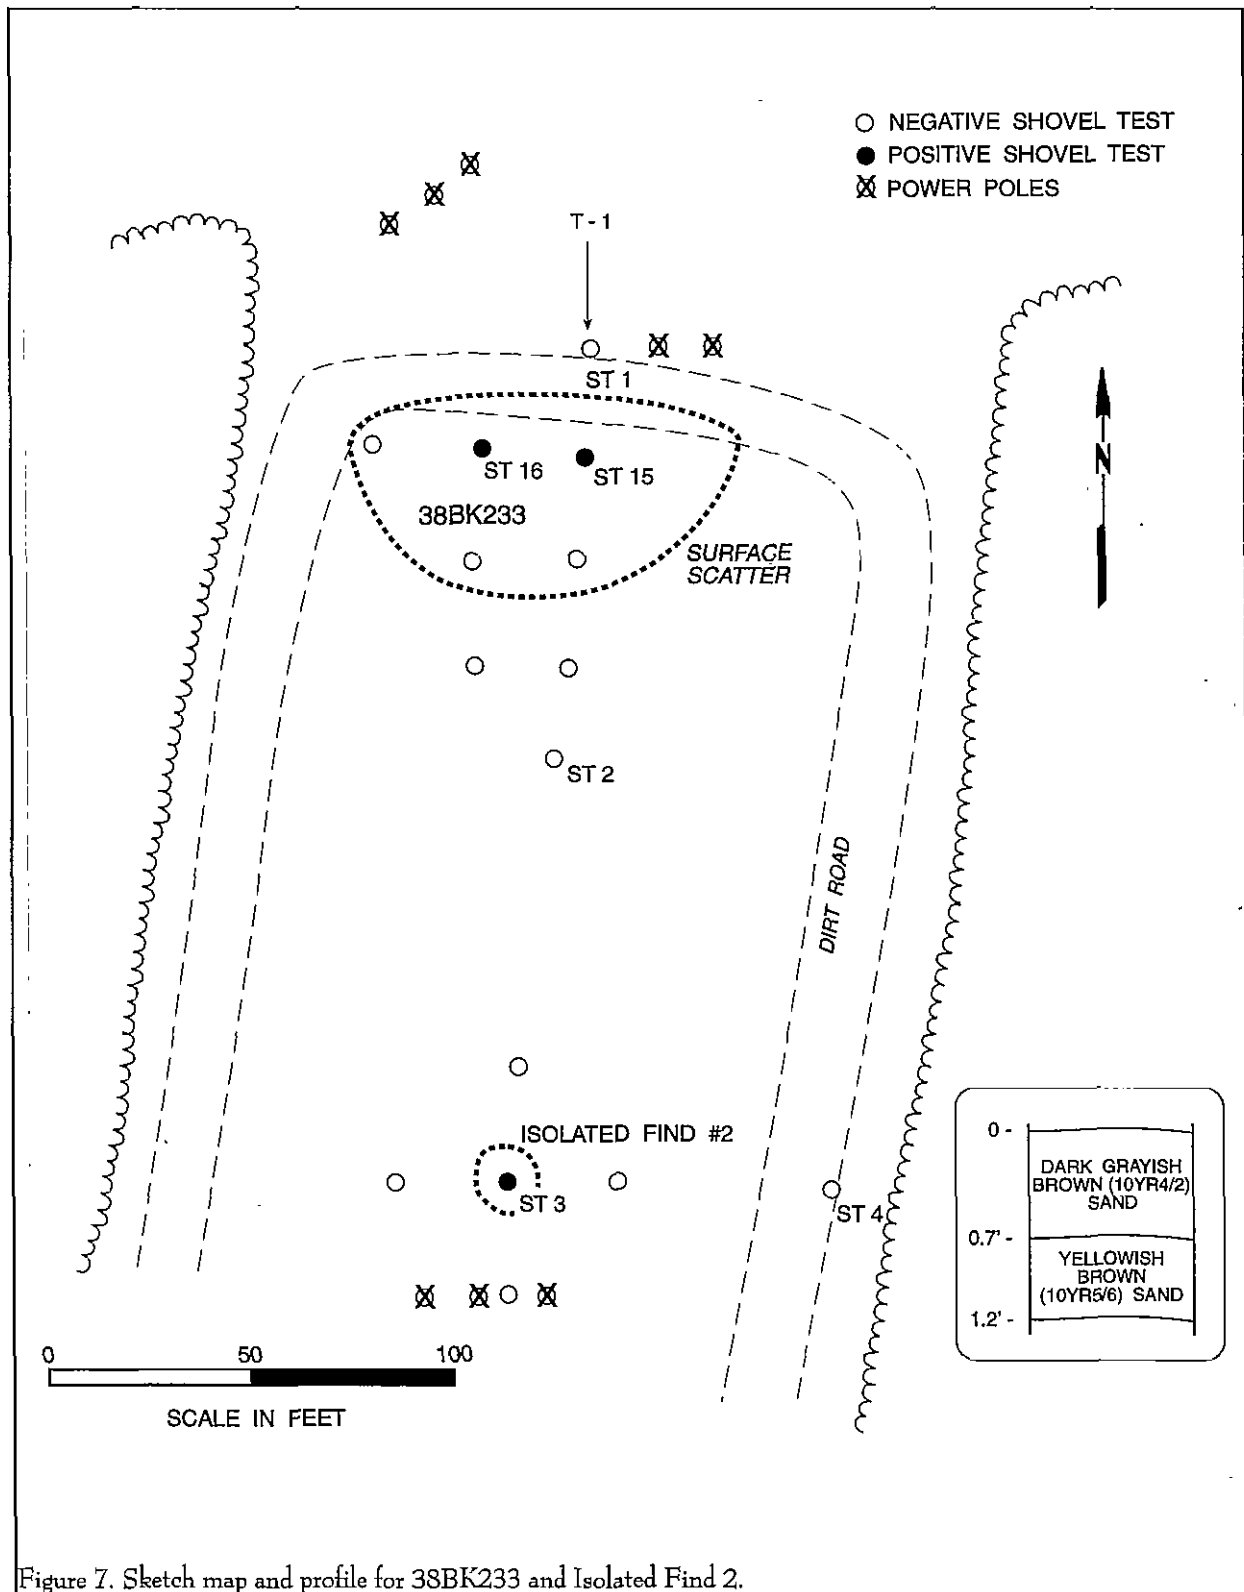 NEGATIVE SHOVEL TEST
POSITIVE SHOVEL TEST
POWER POLES
T-1
ST 1
ST 16
ST 15
38BK233
SURFACE
SCATTER
N
ST 2
DIRT ROAD
ISOLATED FIND #2
ST 3
ST 4
0 -
DARK GRAYISH
BROWN (10YR4/2)
SAND
0.7' -
YELLOWISH
BROWN
(10YR5/6) SAND
1.2' -
0 50 100
SCALE IN FEET
Figure 7. Sketch map and profile for 38BK233 and Isolated Find 2.